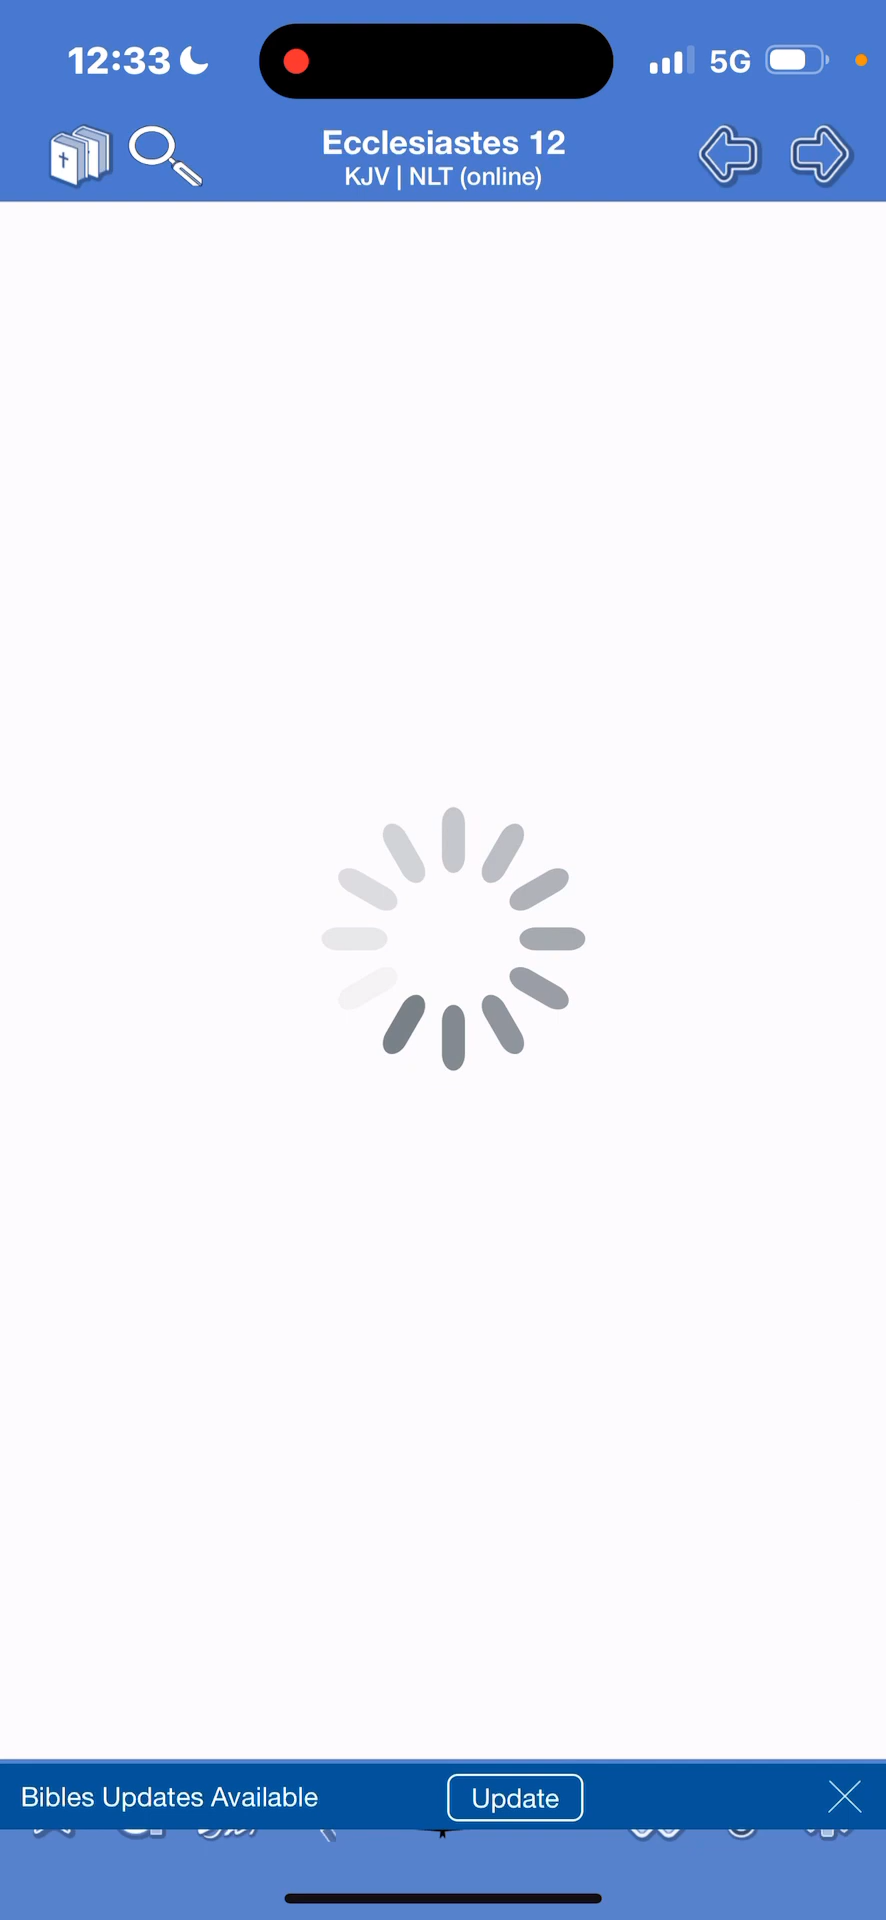 12:33
5G
Ecclesiastes 12
KJV | NLT (online)
Bibles Updates Available
Update